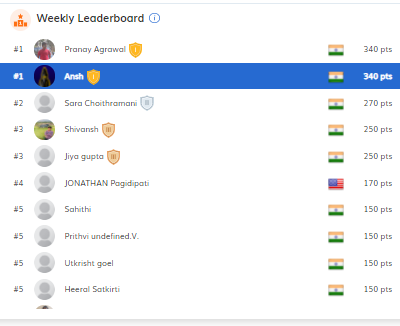 Weekly Leaderboard
#1 Pranay Agrawal I 340 pts
#1 Ansh I 340 pts
#2 Sara Choithramani II 270 pts
#3 Shivansh III 250 pts
#3 Jiya gupta III 250 pts
#4 JONATHAN Pagidipati 170 pts
#5 Sahithi 150 pts
#5 Prithvi undefined.V. 150 pts
#5 Utkrisht goel 150 pts
#5 Heeral Satkirti 150 pts